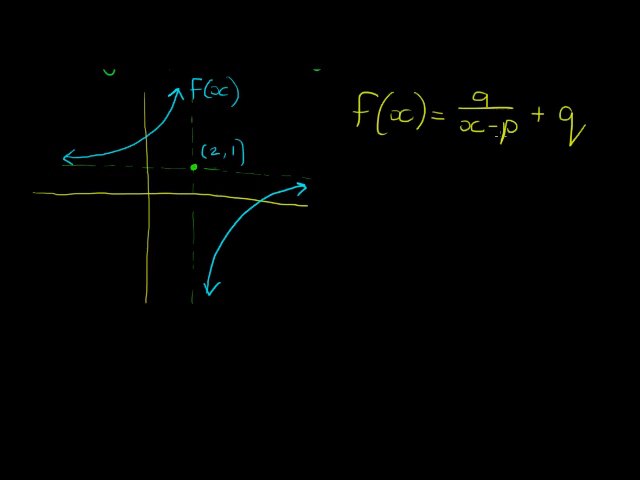 F(x)
(2,1)
F(x) = a/(x-p) + q